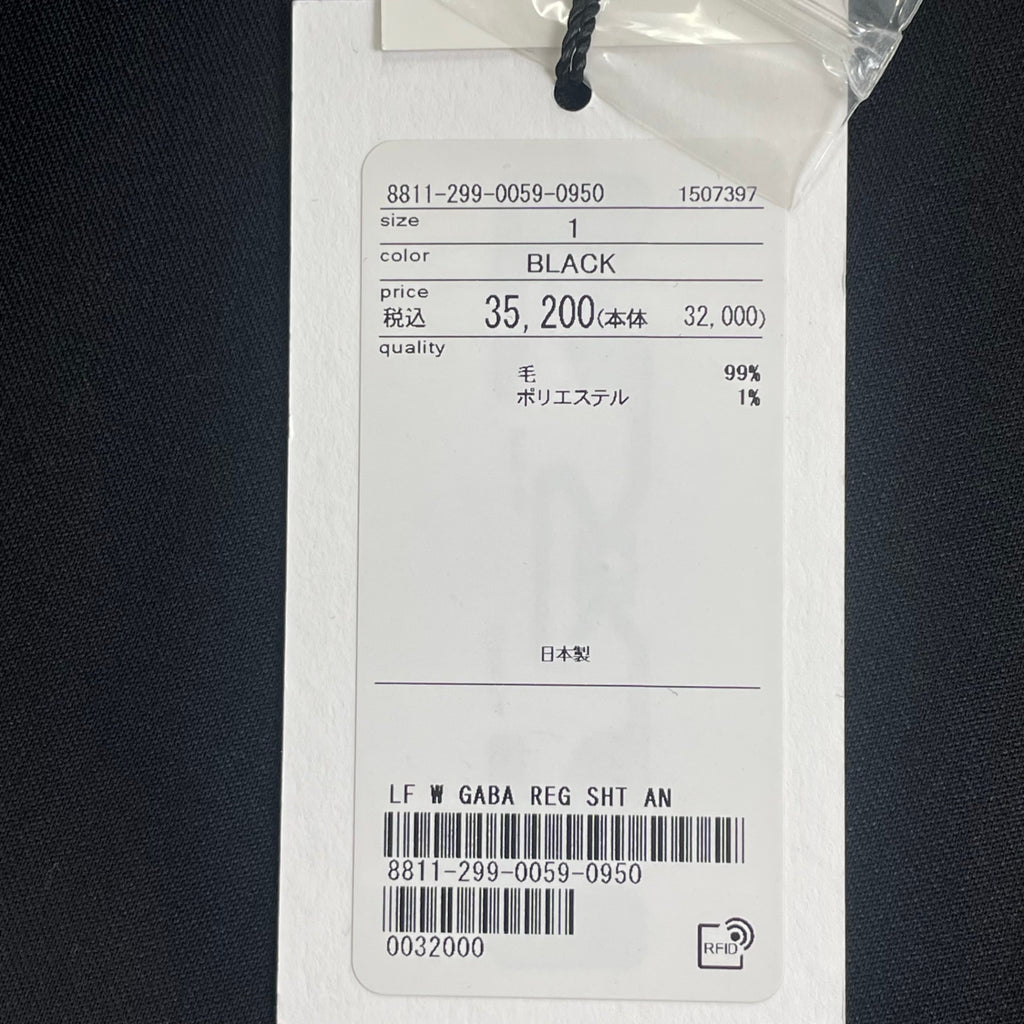 8811-299-0059-0950 1507397
size 1
color BLACK
price
税込 35,200(本体 32,000)
quality
毛 99%
ポリエステル 1%
日本製
LF W GABA REG SHT AN
8811-299-0059-0950
0032000
RFID